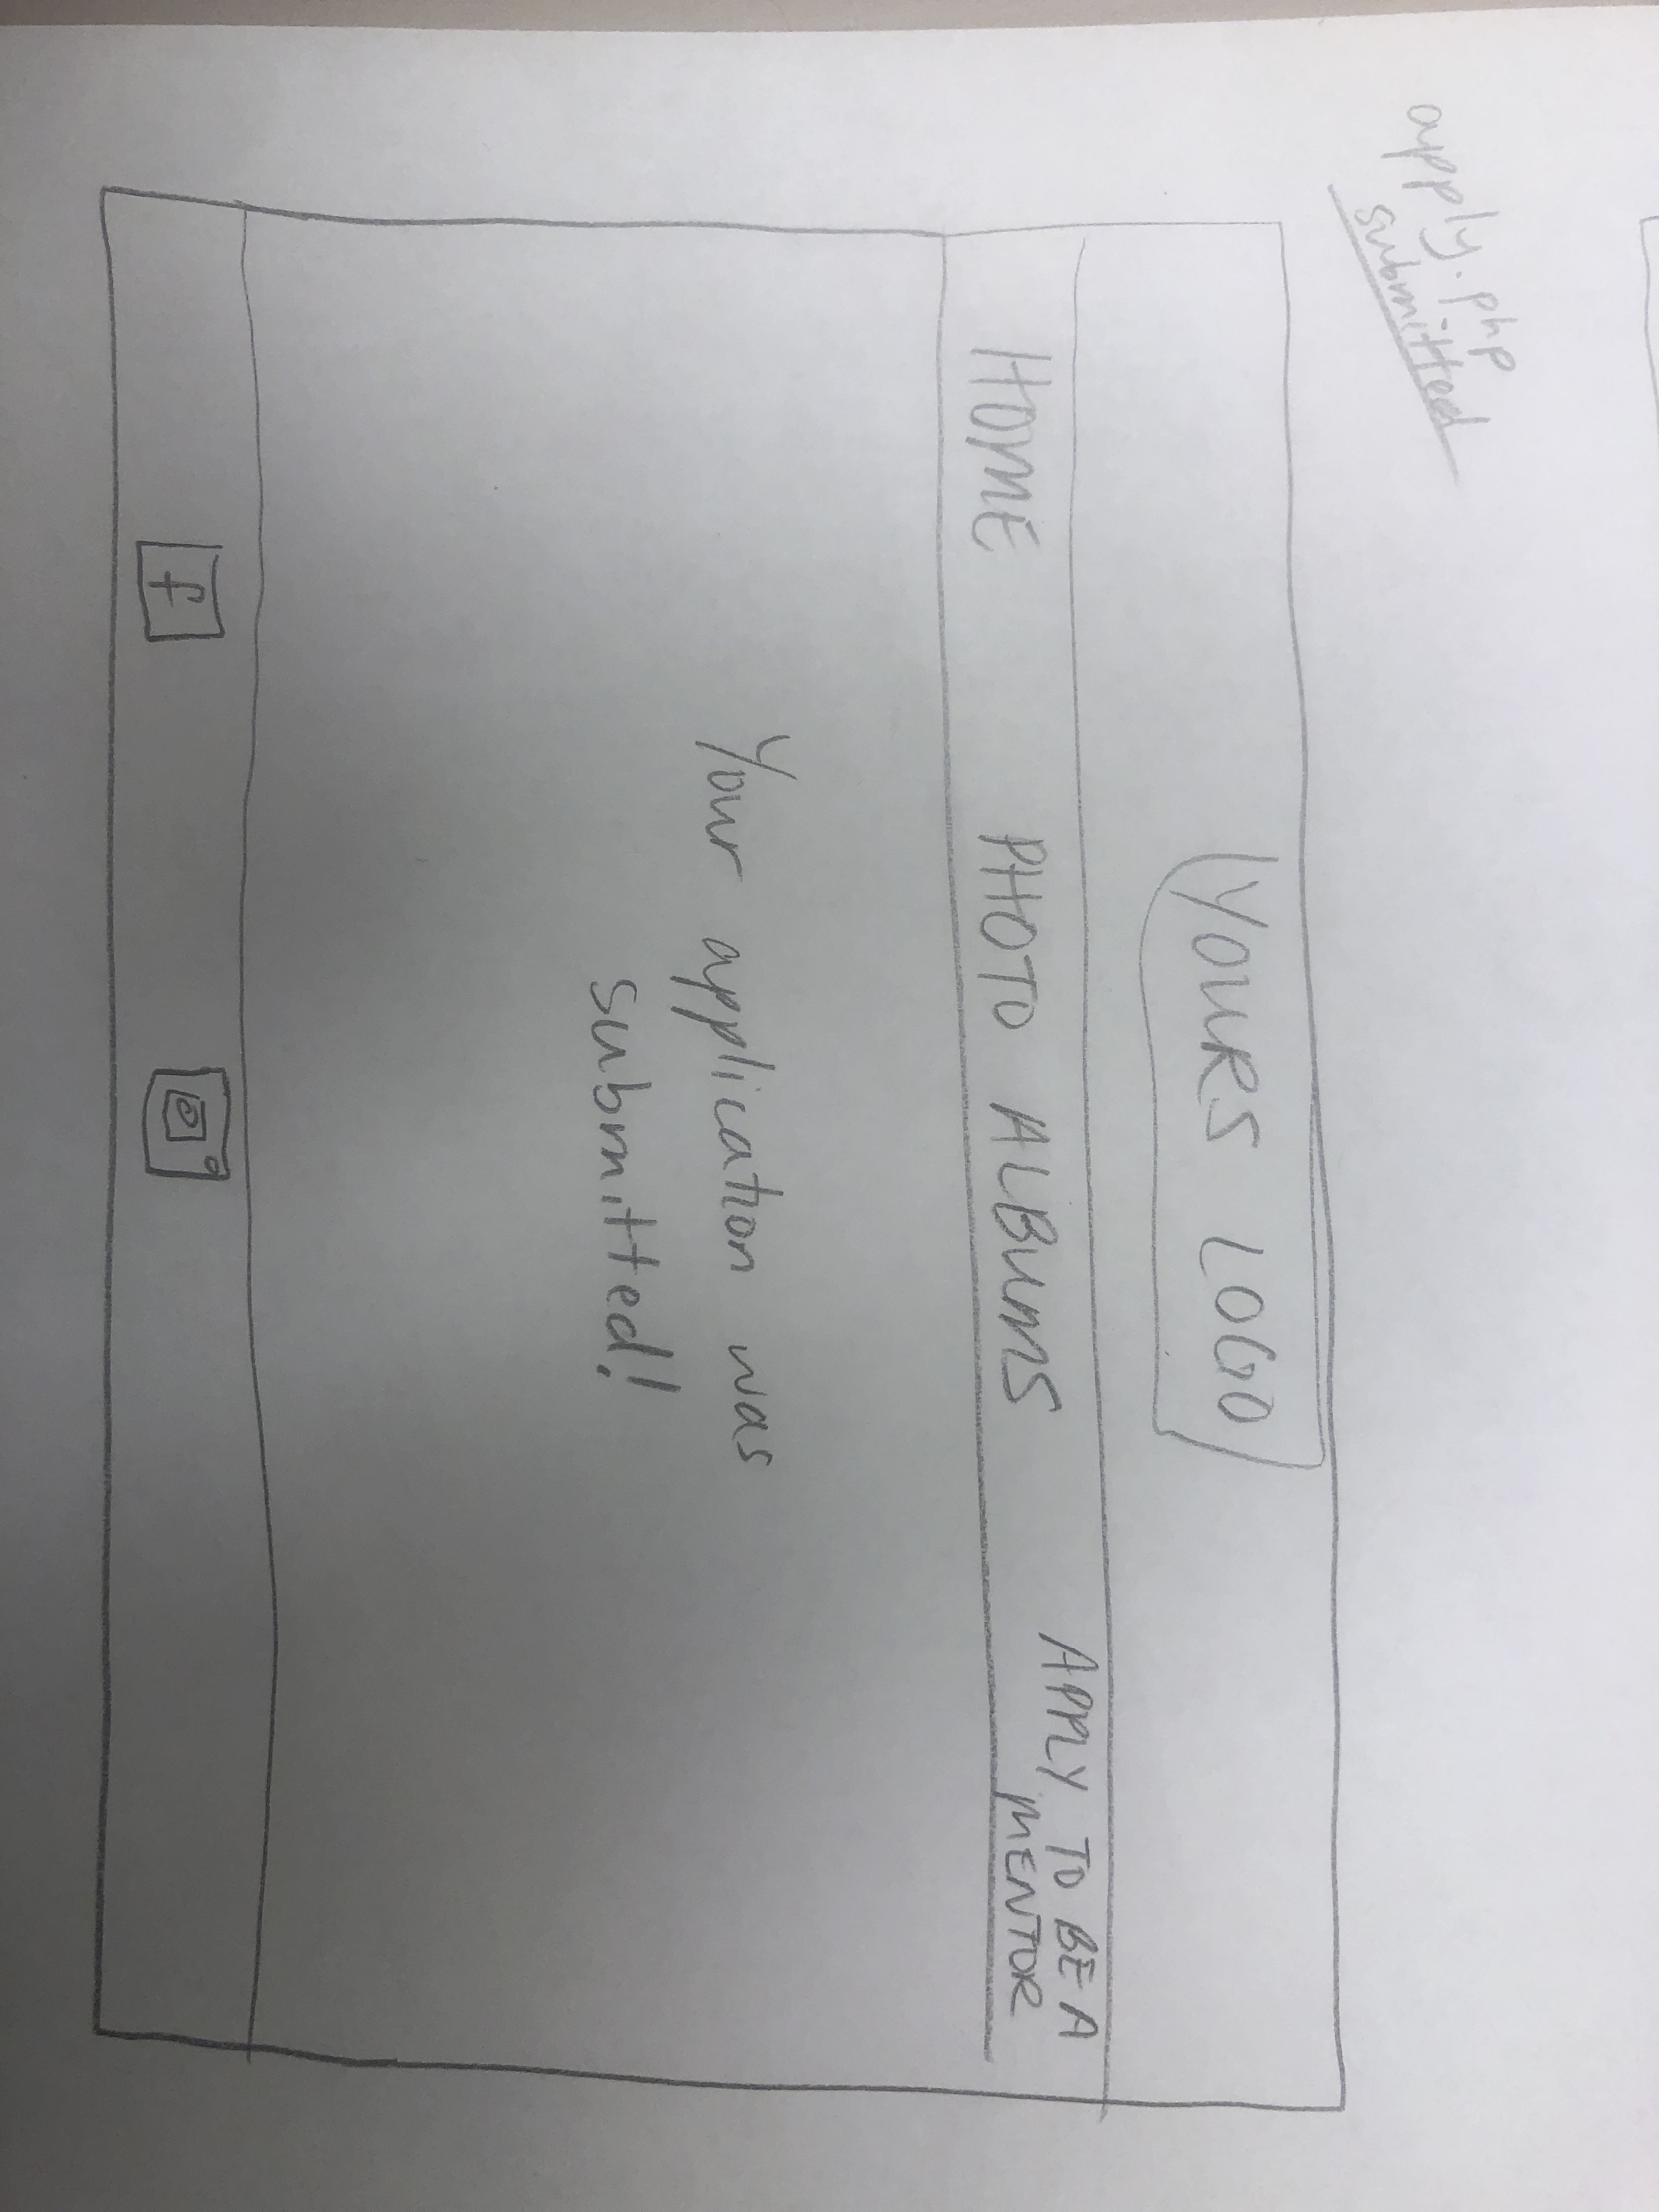 apply.php
submitted
YOURS LOGO
HOME PHOTO ALBUMS APPLY TO BE A
MENTOR
Your application was
submitted!
f